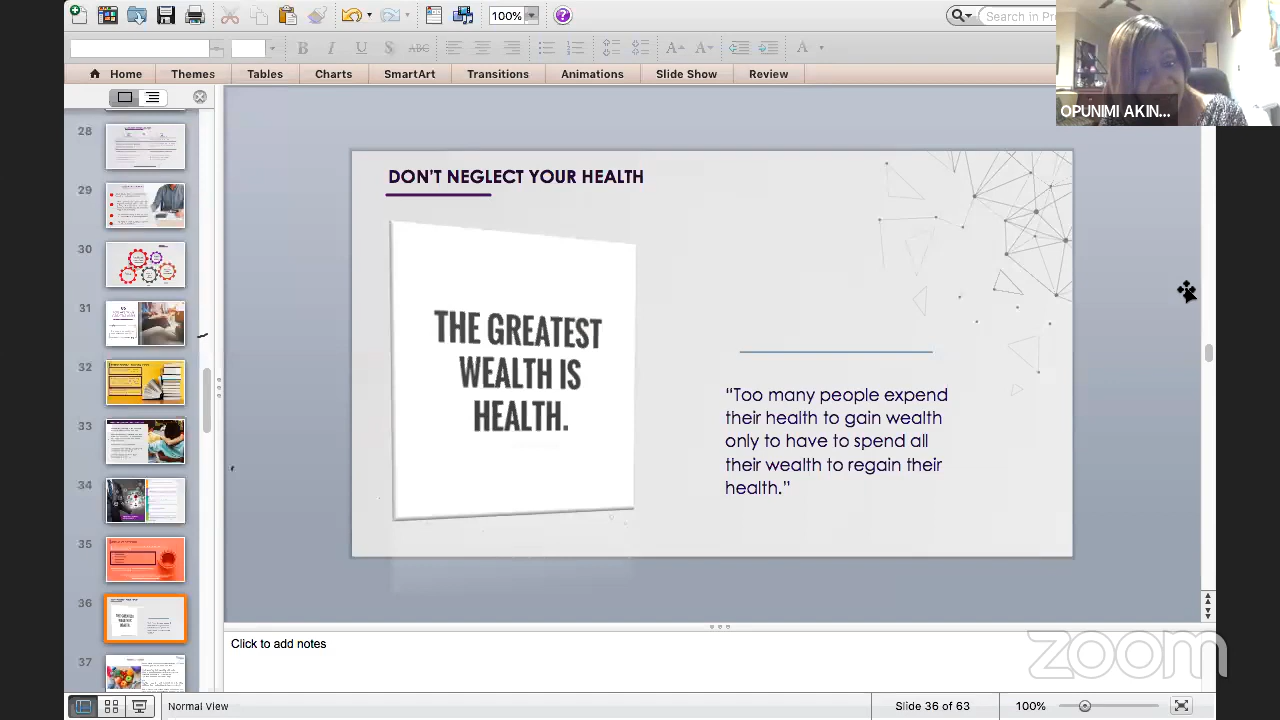 100%
Search in Pr
Home Themes Tables Charts SmartArt Transitions Animations Slide Show Review
OPUNIMI AKIN...
28
29
30
31
32
33
34
35
36
37
DON'T NEGLECT YOUR HEALTH
THE GREATEST
WEALTH IS
HEALTH.
“Too many people expend
their health to gain wealth
only to have to spend all
their wealth to regain their
health.”
Click to add notes
zoom
Normal View
Slide 36 of 63
100%